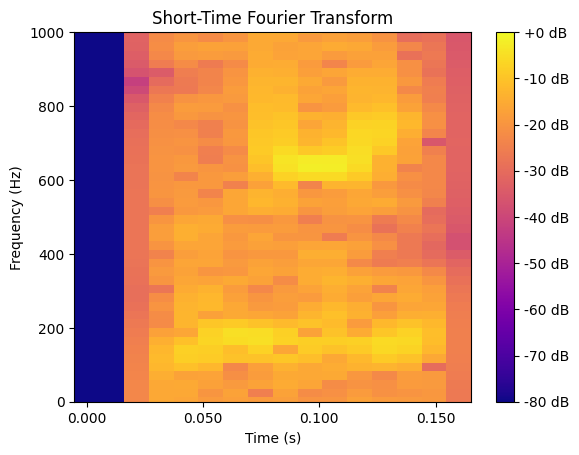 Short-Time Fourier Transform
1000
800
600
400
200
0
Frequency (Hz)
0.000
0.050
0.100
0.150
Time (s)
+0 dB
-10 dB
-20 dB
-30 dB
-40 dB
-50 dB
-60 dB
-70 dB
-80 dB